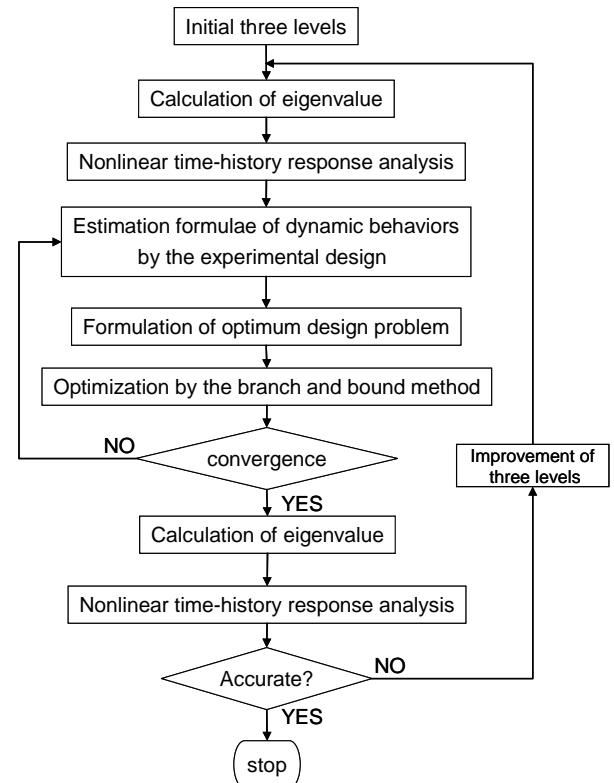 Initial three levels
Calculation of eigenvalue
Nonlinear time-history response analysis
Estimation formulae of dynamic behaviors
by the experimental design
Formulation of optimum design problem
Optimization by the branch and bound method
NO
convergence
Improvement of
three levels
YES
Calculation of eigenvalue
Nonlinear time-history response analysis
Accurate?
NO
YES
stop